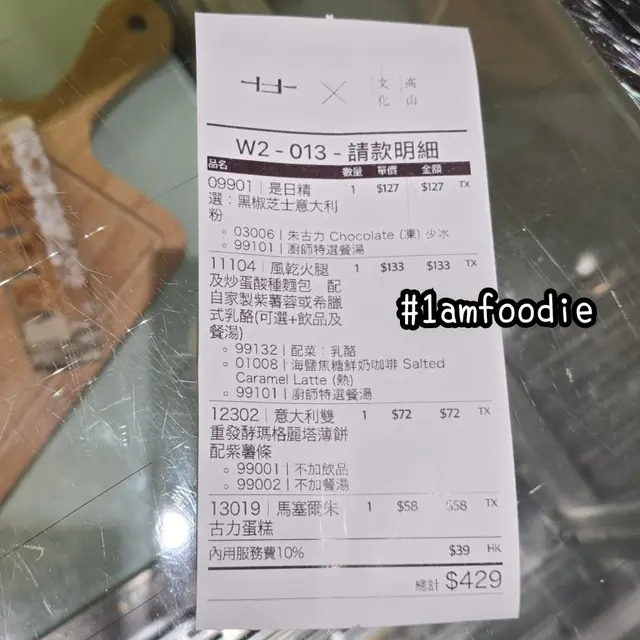 文化
高山
W2 - 013 - 請款明細
品名 數量 單價 金額
09901 | 是日精 1 $127 $127 TX
選：黑椒芝士意大利
粉
◦ 03006 | 朱古力 Chocolate (凍) 少冰
◦ 99101 | 廚師特選餐湯
11104 | 風乾火腿 1 $133 $133 TX
及炒蛋酸種麵包 配
自家製紫薯蓉或希臘
式乳酪(可選+飲品及
餐湯)
◦ 99132 | 配菜：乳酪
◦ 01008 | 海鹽焦糖鮮奶咖啡 Salted
Caramel Latte (熱)
◦ 99101 | 廚師特選餐湯
12302 | 意大利雙 1 $72 $72 TX
重發酵瑪格麗塔薄餅
配紫薯條
◦ 99001 | 不加飲品
◦ 99002 | 不加餐湯
13019 | 馬塞爾朱 1 $58 $58 TX
古力蛋糕
內用服務費10% $39 HK
總計 $429
#1amfoodie